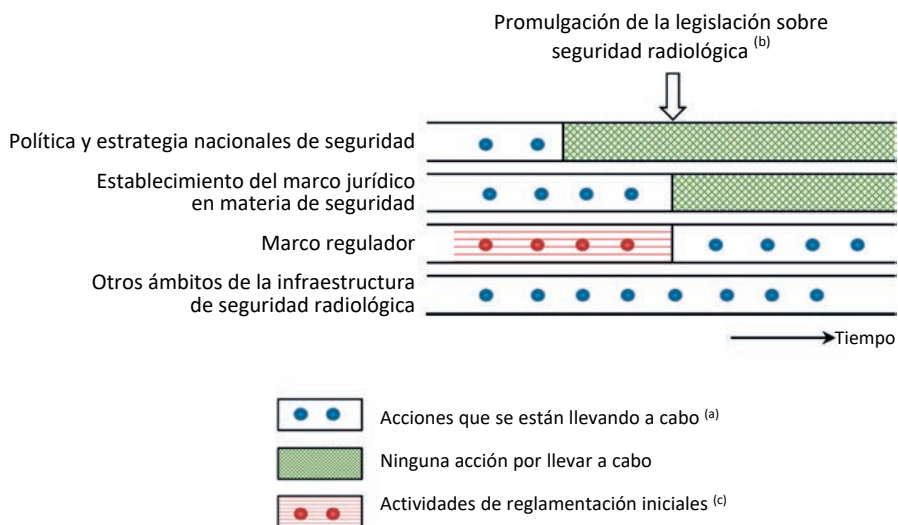 Promulgación de la legislación sobre
seguridad radiológica (b)
Política y estrategia nacionales de seguridad
Establecimiento del marco jurídico
en materia de seguridad
Marco regulador
Otros ámbitos de la infraestructura
de seguridad radiológica
Tiempo
Acciones que se están llevando a cabo (a)
Ninguna acción por llevar a cabo
Actividades de reglamentación iniciales (c)